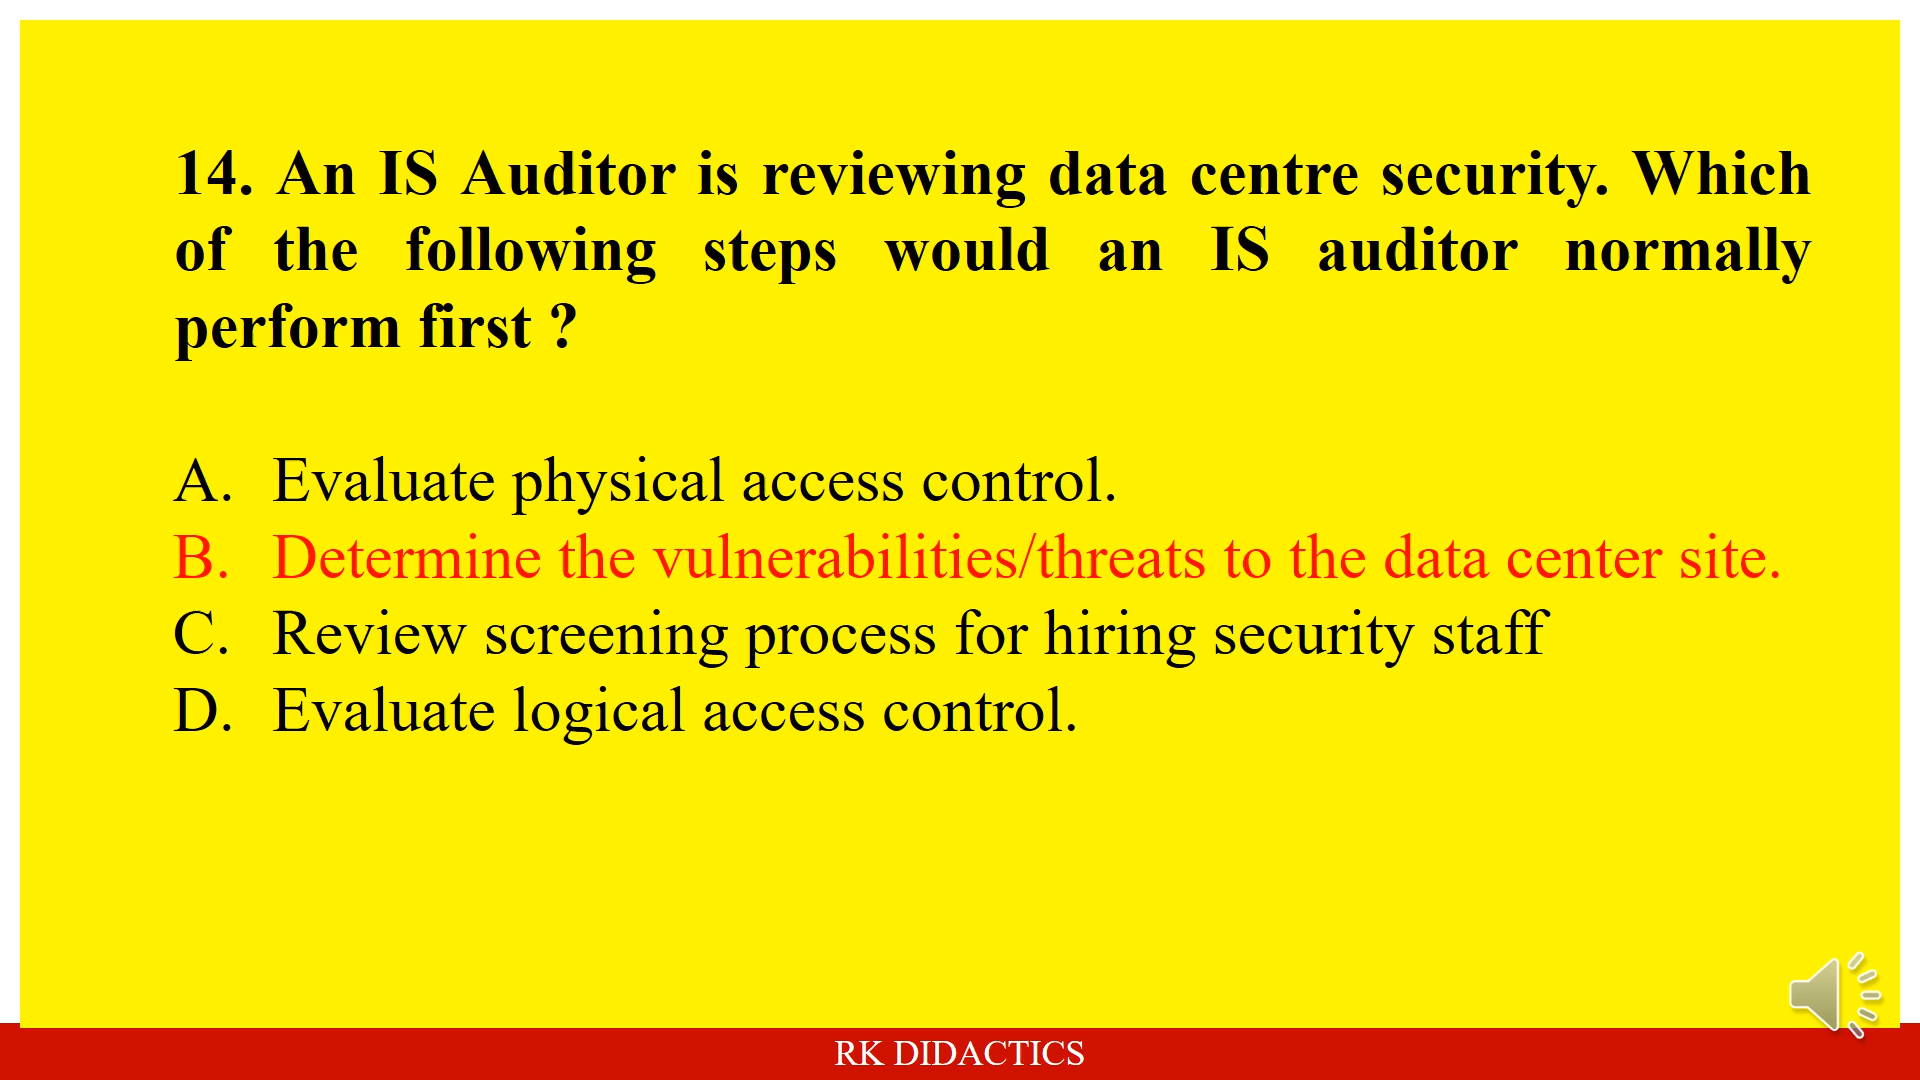 14. An IS Auditor is reviewing data centre security. Which
of the following steps would an IS auditor normally
perform first ?
A. Evaluate physical access control.
B. Determine the vulnerabilities/threats to the data center site.
C. Review screening process for hiring security staff
D. Evaluate logical access control.
RK DIDACTICS